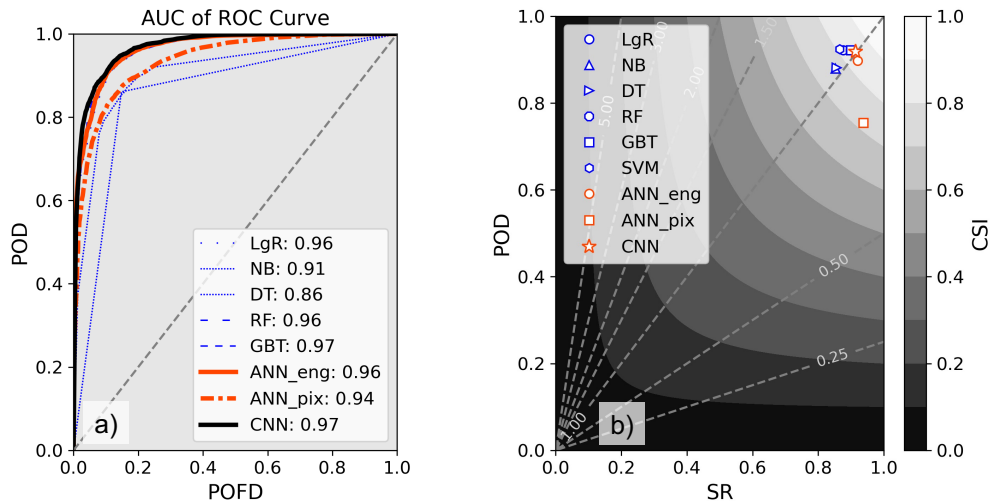 AUC of ROC Curve
1.0
0.8
0.6
0.4
0.2
0.0
POD
LgR: 0.96
NB: 0.91
DT: 0.86
RF: 0.96
GBT: 0.97
ANN_eng: 0.96
ANN_pix: 0.94
CNN: 0.97
a)
0.0 0.2 0.4 0.6 0.8 1.0
POFD
1.0
0.8
0.6
0.4
0.2
0.0
POD
LgR
NB
DT
RF
GBT
SVM
ANN_eng
ANN_pix
CNN
5.00
3.00
2.00
1.50
0.50
0.25
1.00
b)
0.0 0.2 0.4 0.6 0.8 1.0
SR
1.0
0.8
0.6
0.4
0.2
0.0
CSI